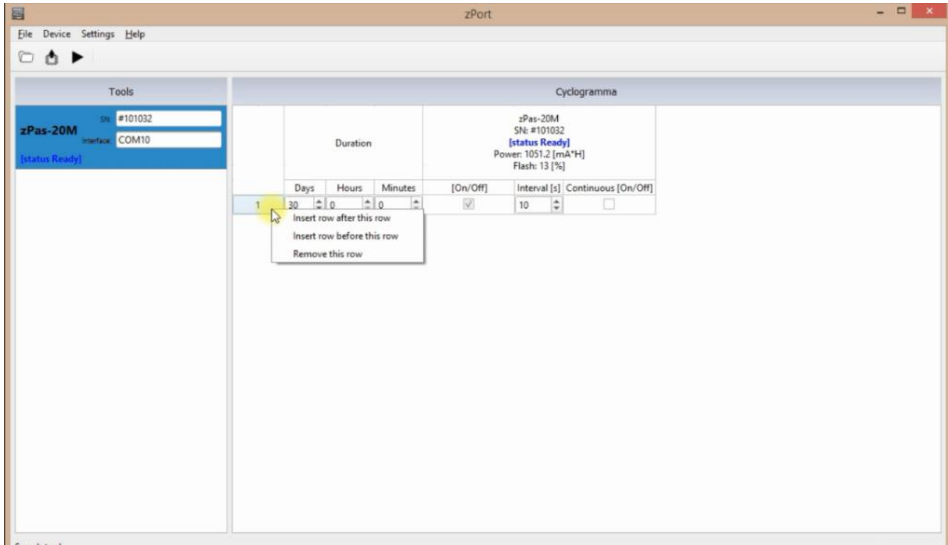 zPort
File Device Settings Help
Tools
Cyclogramma
zPas-20M
SN: #101032
interface: COM10
[status Ready]
Duration
zPas-20M
SN: #101032
[status Ready]
Power: 1051.2 [mA*H]
Flash: 13 [%]
Days Hours Minutes [On/Off] Interval [s] Continuous [On/Off]
1 30 0 0 10
Insert row after this row
Insert row before this row
Remove this row